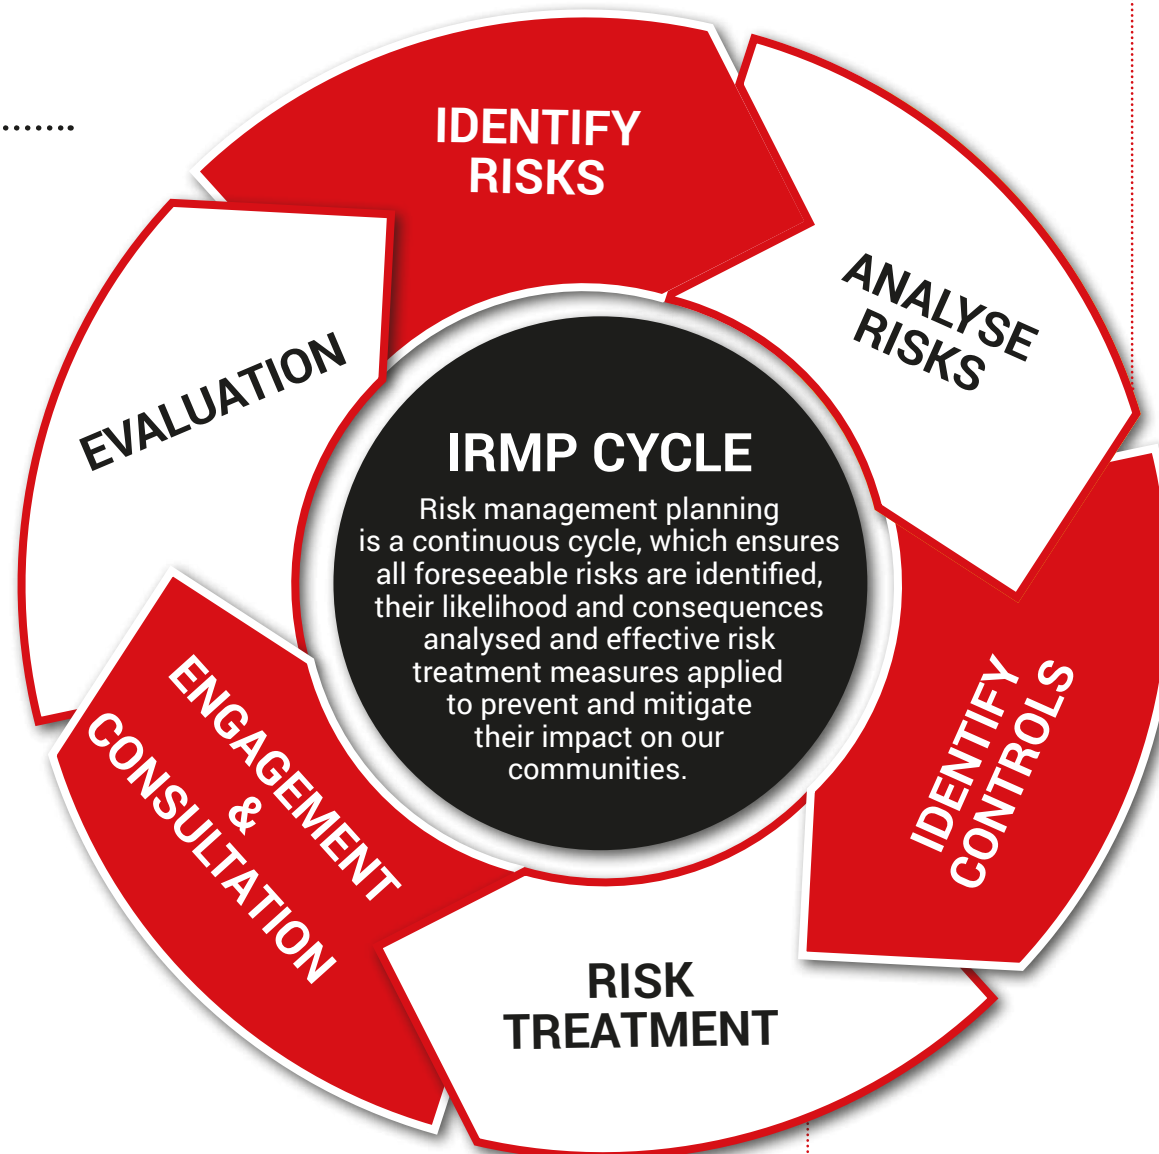 IDENTIFY
RISKS
ANALYSE
RISKS
IDENTIFY
CONTROLS
RISK
TREATMENT
ENGAGEMENT
&
CONSULTATION
EVALUATION
IRMP CYCLE
Risk management planning
is a continuous cycle, which ensures
all foreseeable risks are identified,
their likelihood and consequences
analysed and effective risk
treatment measures applied
to prevent and mitigate
their impact on our
communities.